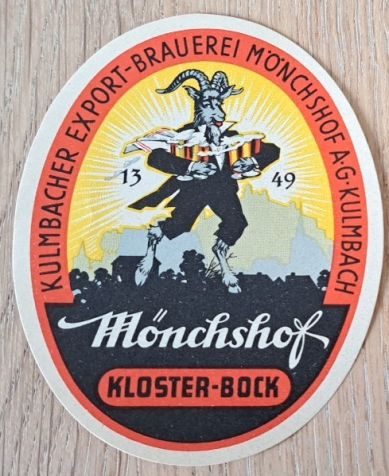 KULMBACHER EXPORT-BRAUEREI MÖNCHSHOF A·G·KULMBACH
13 49
Mönchshof
KLOSTER-BOCK